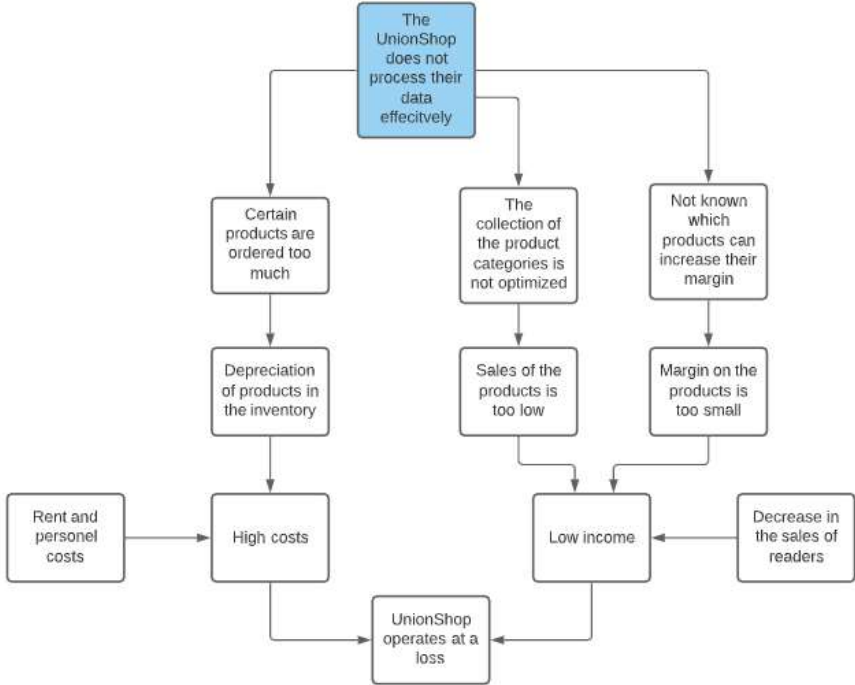 The
UnionShop
does not
process their
data
effecitvely
Certain
products are
ordered too
much
The
collection of
the product
categories is
not optimized
Not known
which
products can
increase their
margin
Depreciation
of products in
the inventory
Sales of the
products is
too low
Margin on the
products is
too small
Rent and
personel
costs
High costs
Low income
Decrease in
the sales of
readers
UnionShop
operates at a
loss